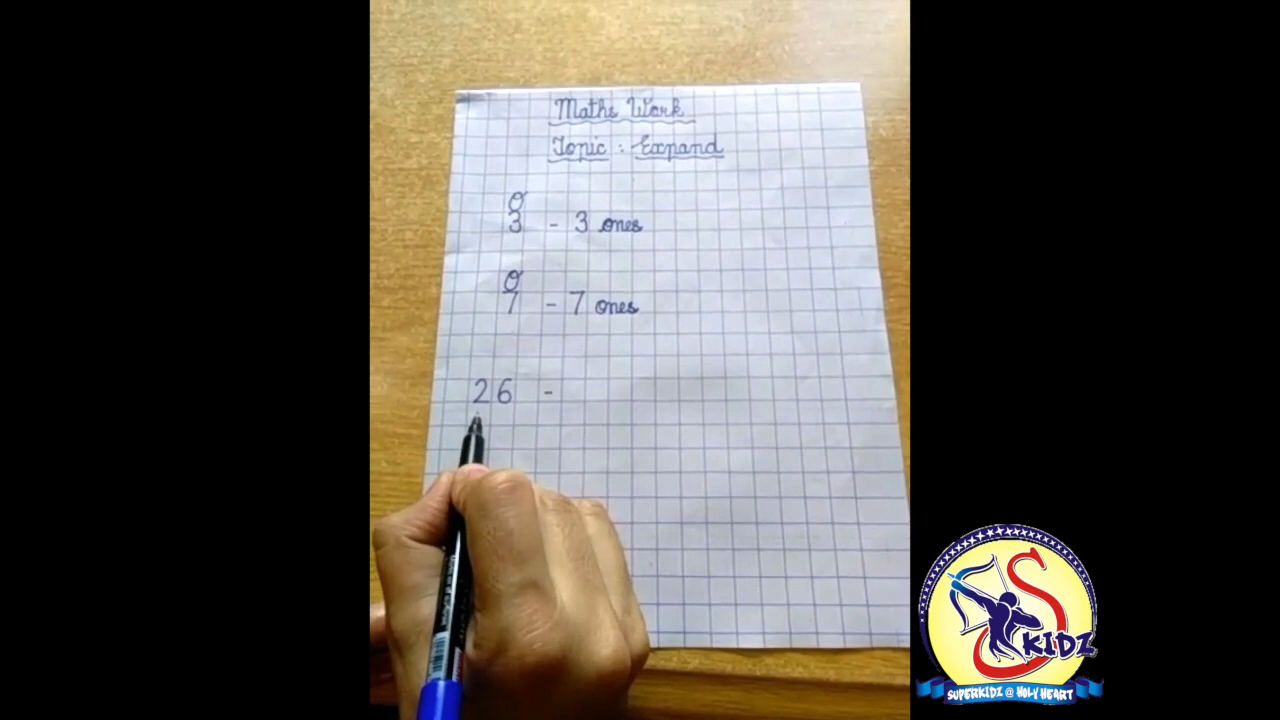 Maths Work
Topic : Expand
O
3 - 3 ones
O
7 - 7 ones
26 -
S KIDZ
SUPERKIDZ @ HOLY HEART